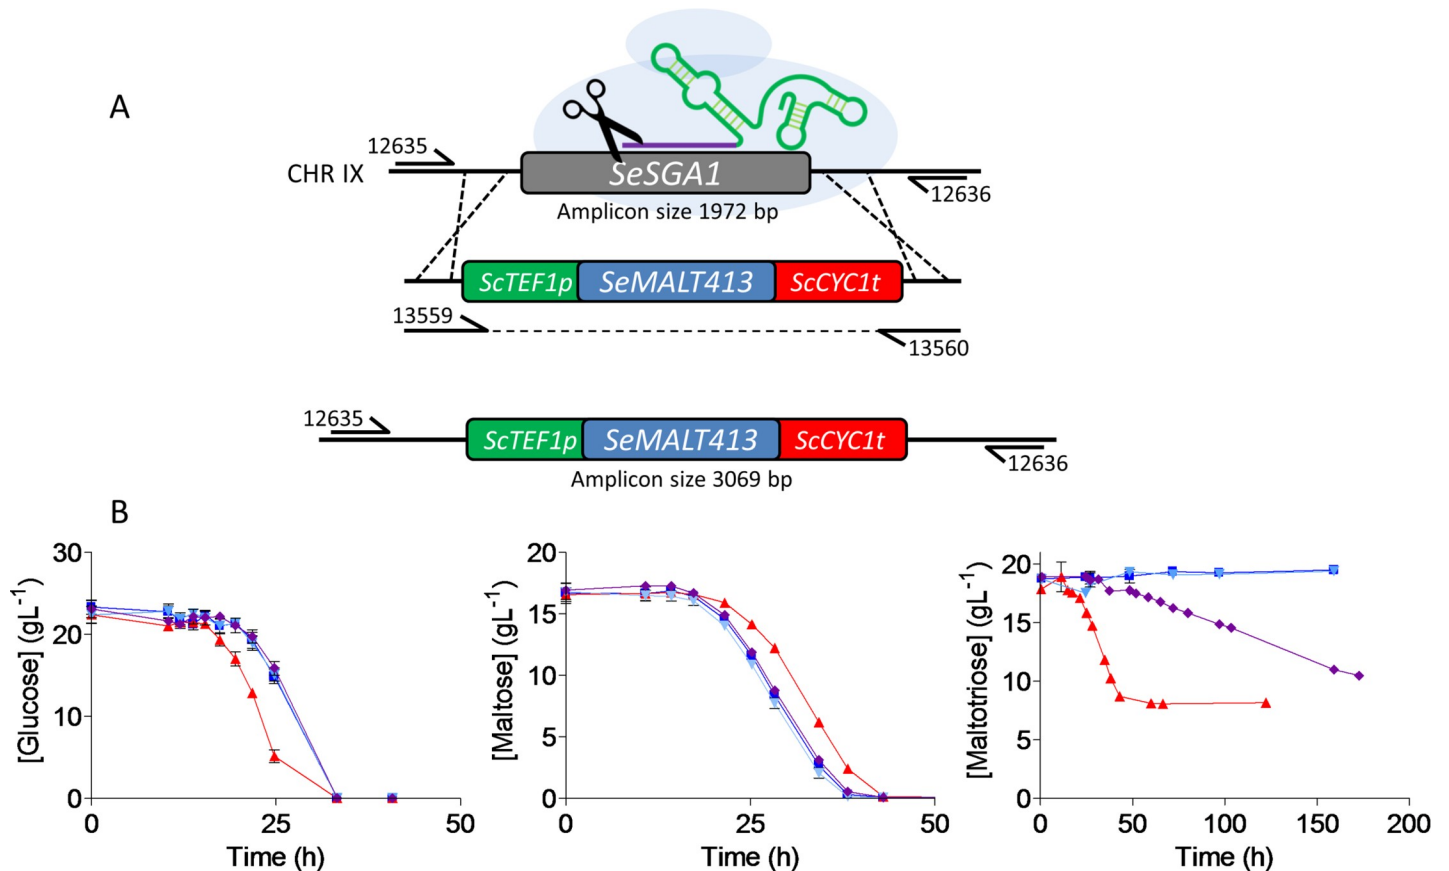 A
12635
CHR IX
SeSGA1
12636
Amplicon size 1972 bp
ScTEF1p SeMALT413 ScCYC1t
13559
13560
12635
ScTEF1p SeMALT413 ScCYC1t
12636
Amplicon size 3069 bp
B
[Glucose] (gL⁻¹)
30
20
10
0
0 25 50
Time (h)
[Maltose] (gL⁻¹)
20
15
10
5
0
0 25 50
Time (h)
[Maltotriose] (gL⁻¹)
20
15
10
5
0
0 50 100 150 200
Time (h)